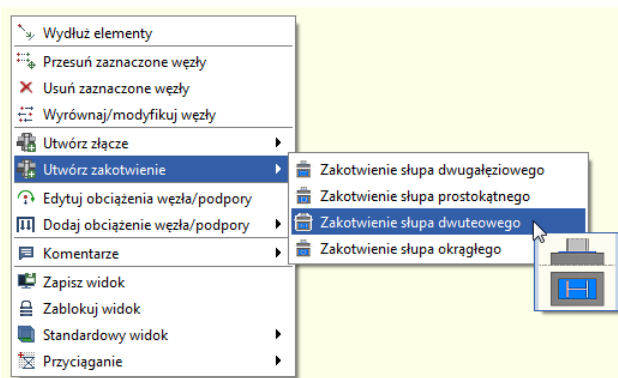 Wydłuż elementy
Przesuń zaznaczone węzły
Usuń zaznaczone węzły
Wyrównaj/modyfikuj węzły
Utwórz złącze
Utwórz zakotwienie
Edytuj obciążenia węzła/podpory
Dodaj obciążenie węzła/podpory
Komentarze
Zapisz widok
Zablokuj widok
Standardowy widok
Przyciąganie
Zakotwienie słupa dwugałęziowego
Zakotwienie słupa prostokątnego
Zakotwienie słupa dwuteowego
Zakotwienie słupa okrągłego